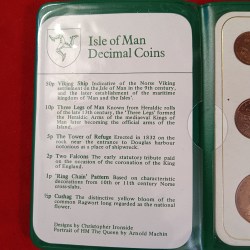 Isle of Man
Decimal Coins
50p Viking Ship Indicative of the Norse Viking
settlement in the Isle of Man in the 9th century,
and the later establishment of the maritime
kingdom of 'Man and the Isles'.
10p Three Legs of Man Known from Heraldic rolls
of the late 13th century, the 'Three Legs' formed
the Heraldic Arms of the medieval Kings of
Man later becoming the official arms of the
Island.
5p The Tower of Refuge Erected in 1832 on the
rock near the entrance to Douglas harbour
notorious as a place of shipwreck.
2p Two Falcons The early statutory tribute paid
on the occasion of the coronation of the King
of England.
1p 'Ring Chain' Pattern Based on characteristic
decorations from 10th or 11th century Norse
crosslabs.
½p Cushag The distinctive yellow bloom of the
common Ragwort long regarded as the national
flower.
Designs by Christopher Ironside
Portrait of HM The Queen by Arnold Machin